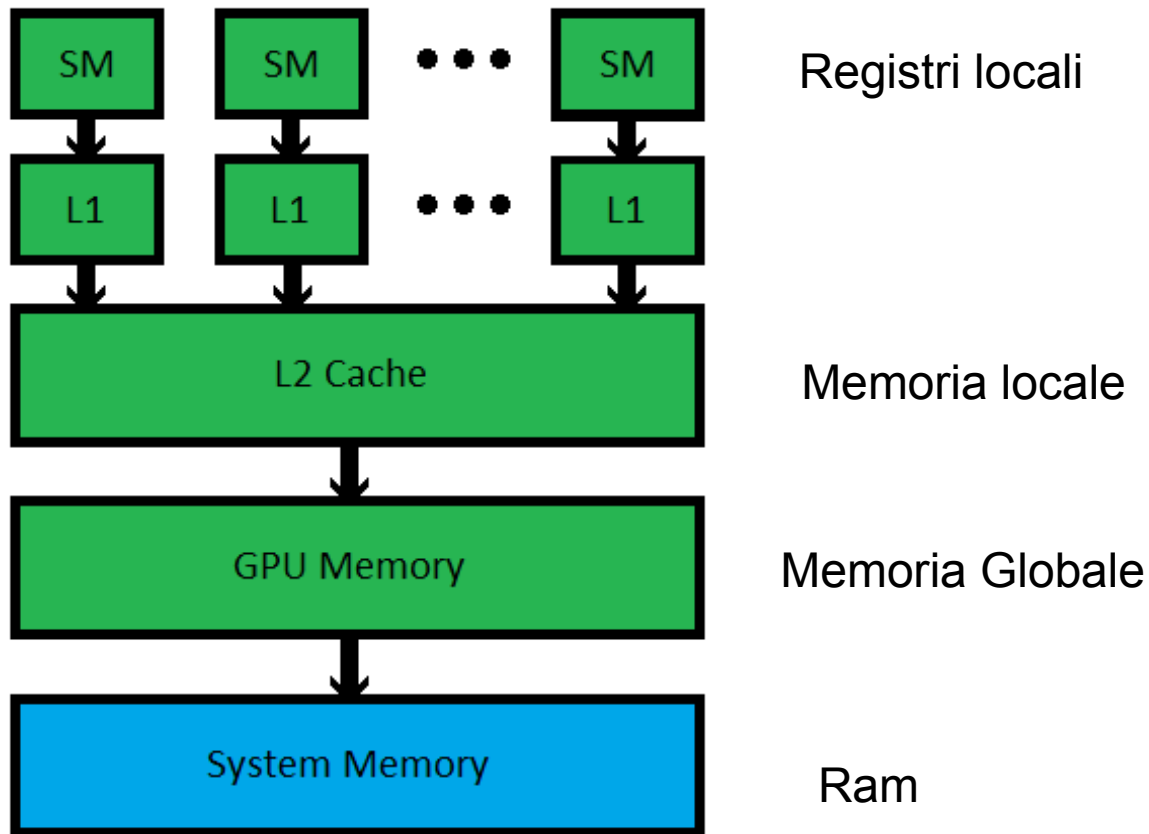 SM SM SM Registri locali
L1 L1 L1
L2 Cache Memoria locale
GPU Memory Memoria Globale
System Memory Ram